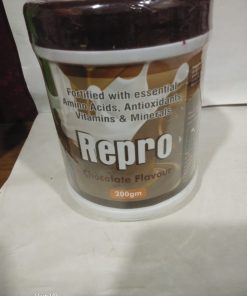 Fortified with essential
Amino Acids, Antioxidants
Vitamins & Minerals
Repro
Chocolate Flavour
200gm